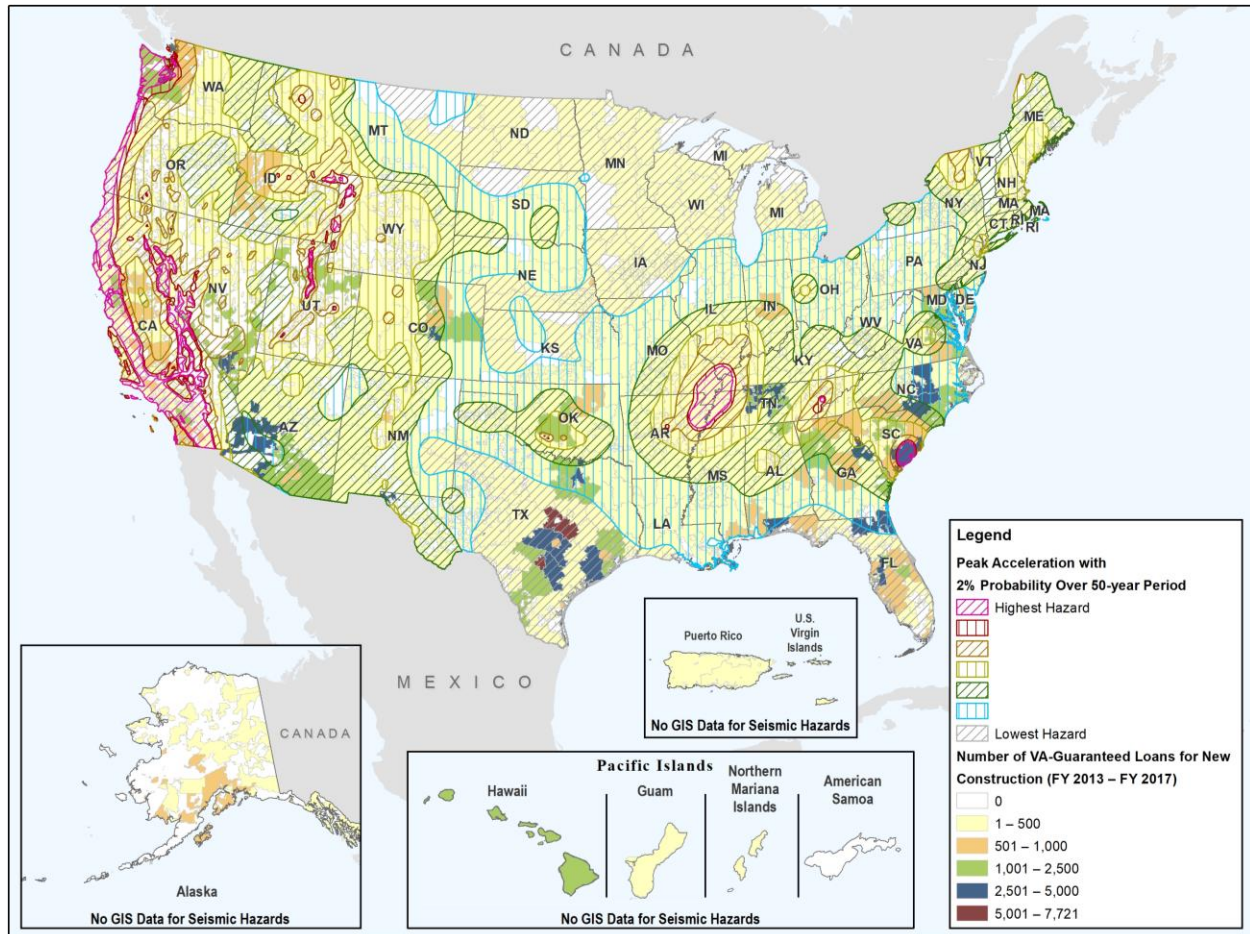 CANADA
WA
MT
ND
MN
MI
ME
VT
NH
NY
MA
MA
CT
RI
RI
OR
ID
SD
WI
MI
WY
IA
PA
NJ
NE
OH
MD
DE
NV
UT
CO
IL
IN
WV
VA
CA
KS
MO
KY
NC
AZ
NM
OK
AR
TN
SC
MS
AL
GA
TX
LA
FL
MEXICO
Legend
Peak Acceleration with
2% Probability Over 50-year Period
Highest Hazard
Lowest Hazard
Number of VA-Guaranteed Loans for New
Construction (FY 2013 – FY 2017)
0
1 – 500
501 – 1,000
1,001 – 2,500
2,501 – 5,000
5,001 – 7,721
Puerto Rico
U.S.
Virgin
Islands
No GIS Data for Seismic Hazards
CANADA
Alaska
No GIS Data for Seismic Hazards
Pacific Islands
Hawaii
Guam
Northern
Mariana
Islands
American
Samoa
No GIS Data for Seismic Hazards